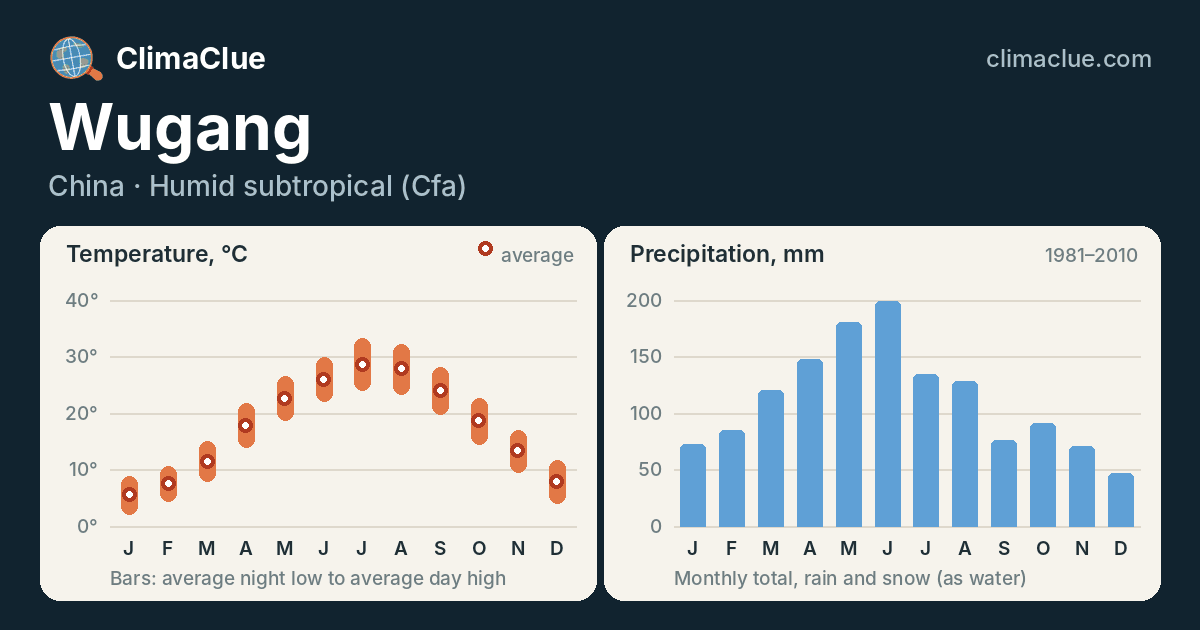 ClimaClue
climaclue.com
Wugang
China · Humid subtropical (Cfa)
Temperature, °C
average
40°
30°
20°
10°
0°
J F M A M J J A S O N D
Bars: average night low to average day high
Precipitation, mm
1981–2010
200
150
100
50
0
J F M A M J J A S O N D
Monthly total, rain and snow (as water)